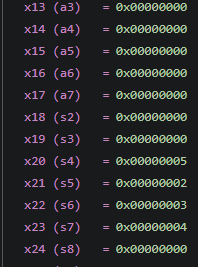 x13 (a3) = 0x00000000
x14 (a4) = 0x00000000
x15 (a5) = 0x00000000
x16 (a6) = 0x00000000
x17 (a7) = 0x00000000
x18 (s2) = 0x00000000
x19 (s3) = 0x00000000
x20 (s4) = 0x00000005
x21 (s5) = 0x00000002
x22 (s6) = 0x00000003
x23 (s7) = 0x00000004
x24 (s8) = 0x00000000